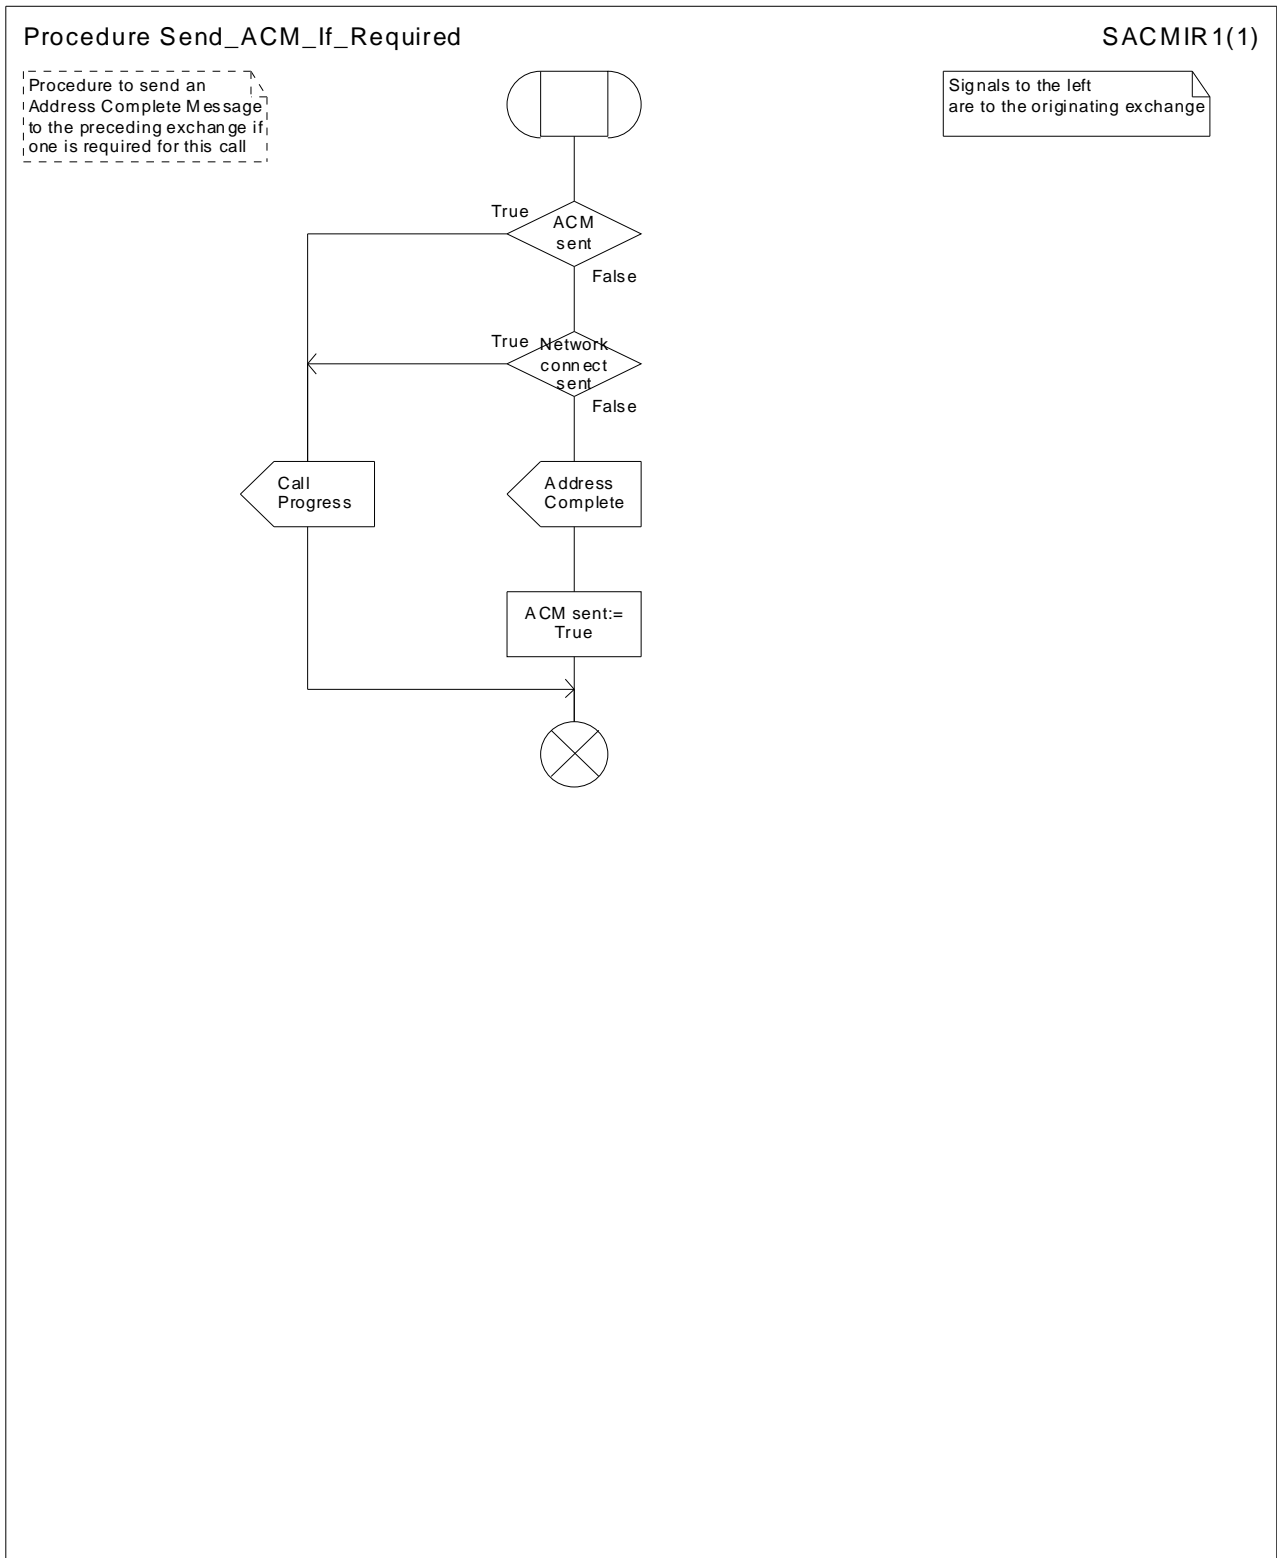 Procedure Send_ACM_If_Required
SACMIR1(1)
Procedure to send an
Address Complete Message
to the preceding exchange if
one is required for this call
Signals to the left
are to the originating exchange
True
ACM
sent
False
True
Network
connect
sent
False
Call
Progress
Address
Complete
ACM sent:=
True